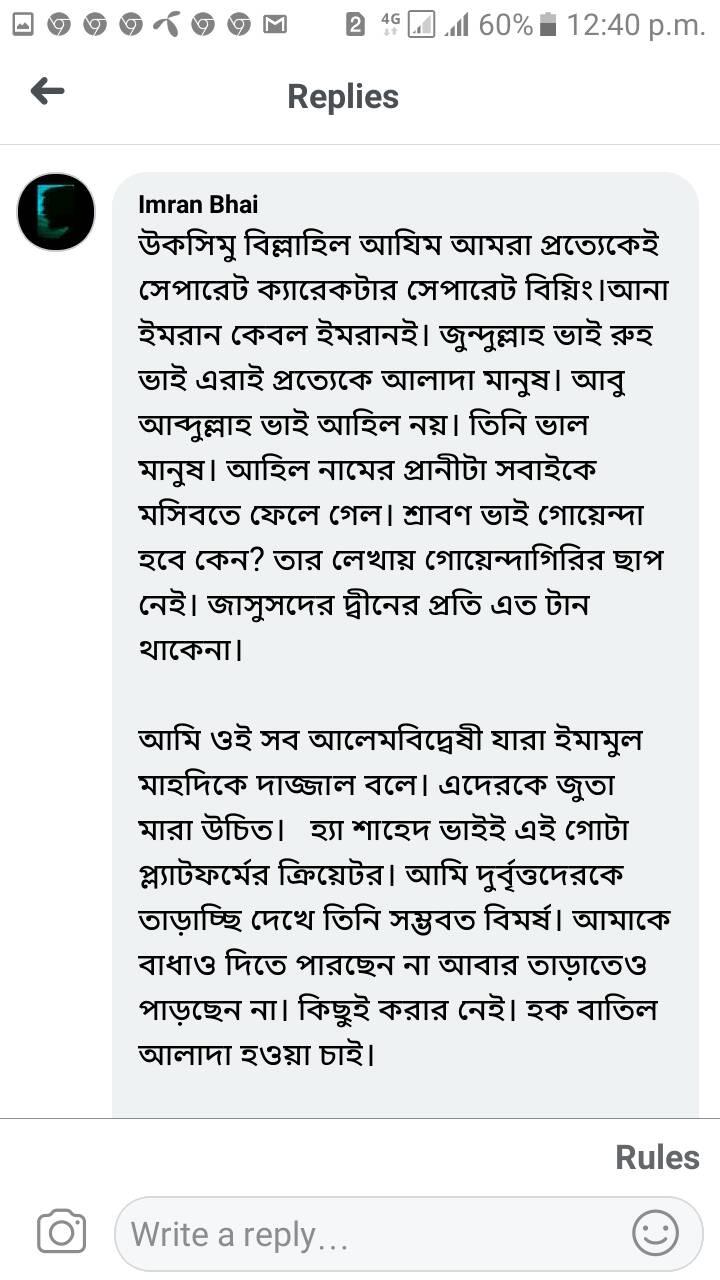 2 4G 60% 12:40 p.m.
Replies
Imran Bhai
উকসিমু বিল্লাহিল আযিম আমরা প্রত্যেকেই
সেপারেট ক্যারেকটার সেপারেট বিয়িং।আনা
ইমরান কেবল ইমরানই। জুন্দুল্লাহ ভাই রুহ
ভাই এরাই প্রত্যেকে আলাদা মানুষ। আবু
আব্দুল্লাহ ভাই আহিল নয়। তিনি ভাল
মানুষ। আহিল নামের প্রানীটা সবাইকে
মসিবতে ফেলে গেল। শ্রাবণ ভাই গোয়েন্দা
হবে কেন? তার লেখায় গোয়েন্দাগিরির ছাপ
নেই। জাসুসদের দ্বীনের প্রতি এত টান
থাকেনা।
আমি ওই সব আলেমবিদ্বেষী যারা ইমামুল
মাহদিকে দাজ্জাল বলে। এদেরকে জুতা
মারা উচিত। হ্যা শাহেদ ভাইই এই গোটা
প্ল্যাটফর্মের ক্রিয়েটর। আমি দুর্বৃত্তদেরকে
তাড়াচ্ছি দেখে তিনি সম্ভবত বিমর্ষ। আমাকে
বাধাও দিতে পারছেন না আবার তাড়াতেও
পাড়ছেন না। কিছুই করার নেই। হক বাতিল
আলাদা হওয়া চাই।
Rules
Write a reply...